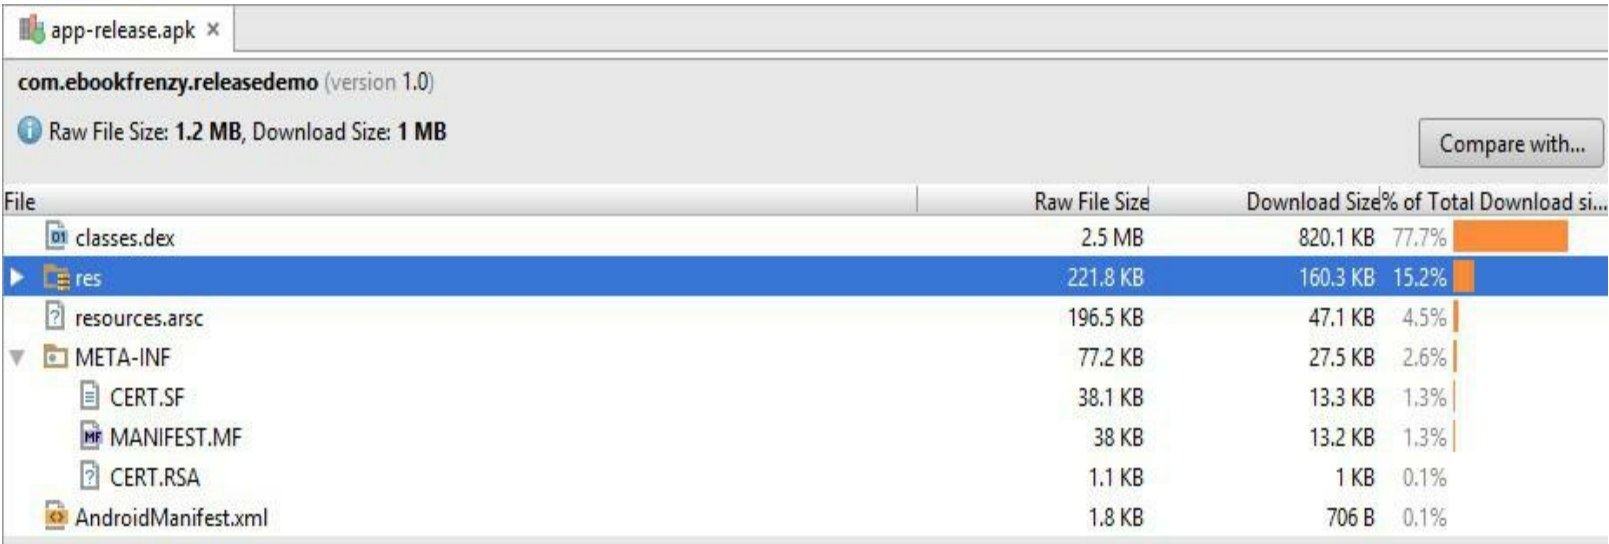 app-release.apk ×
com.ebookfrenzy.releasedemo (version 1.0)
Raw File Size: 1.2 MB, Download Size: 1 MB
Compare with...
File Raw File Size Download Size % of Total Download si...
classes.dex 2.5 MB 820.1 KB 77.7%
res 221.8 KB 160.3 KB 15.2%
resources.arsc 196.5 KB 47.1 KB 4.5%
META-INF 77.2 KB 27.5 KB 2.6%
CERT.SF 38.1 KB 13.3 KB 1.3%
MANIFEST.MF 38 KB 13.2 KB 1.3%
CERT.RSA 1.1 KB 1 KB 0.1%
AndroidManifest.xml 1.8 KB 706 B 0.1%